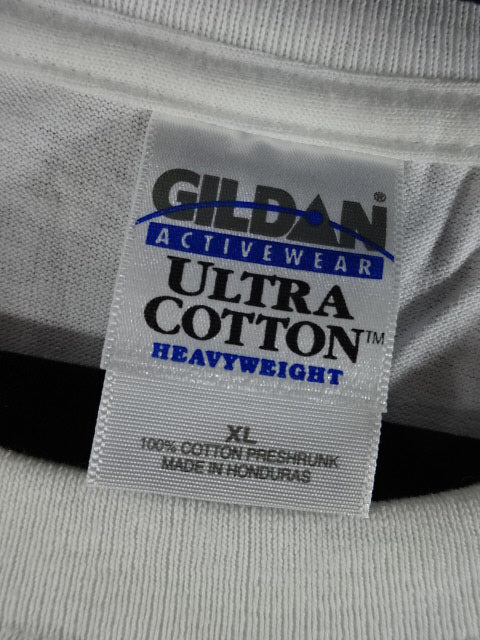 GILDAN®
ACTIVEWEAR
ULTRA
COTTON™
HEAVYWEIGHT
XL
100% COTTON PRESHRUNK
MADE IN HONDURAS